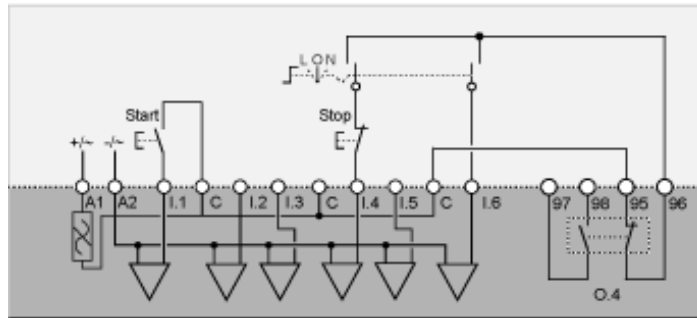 L O N
Start
Stop
+/~ -/~
A1 A2 I.1 C I.2 I.3 C I.4 I.5 C I.6 97 98 95 96
O.4